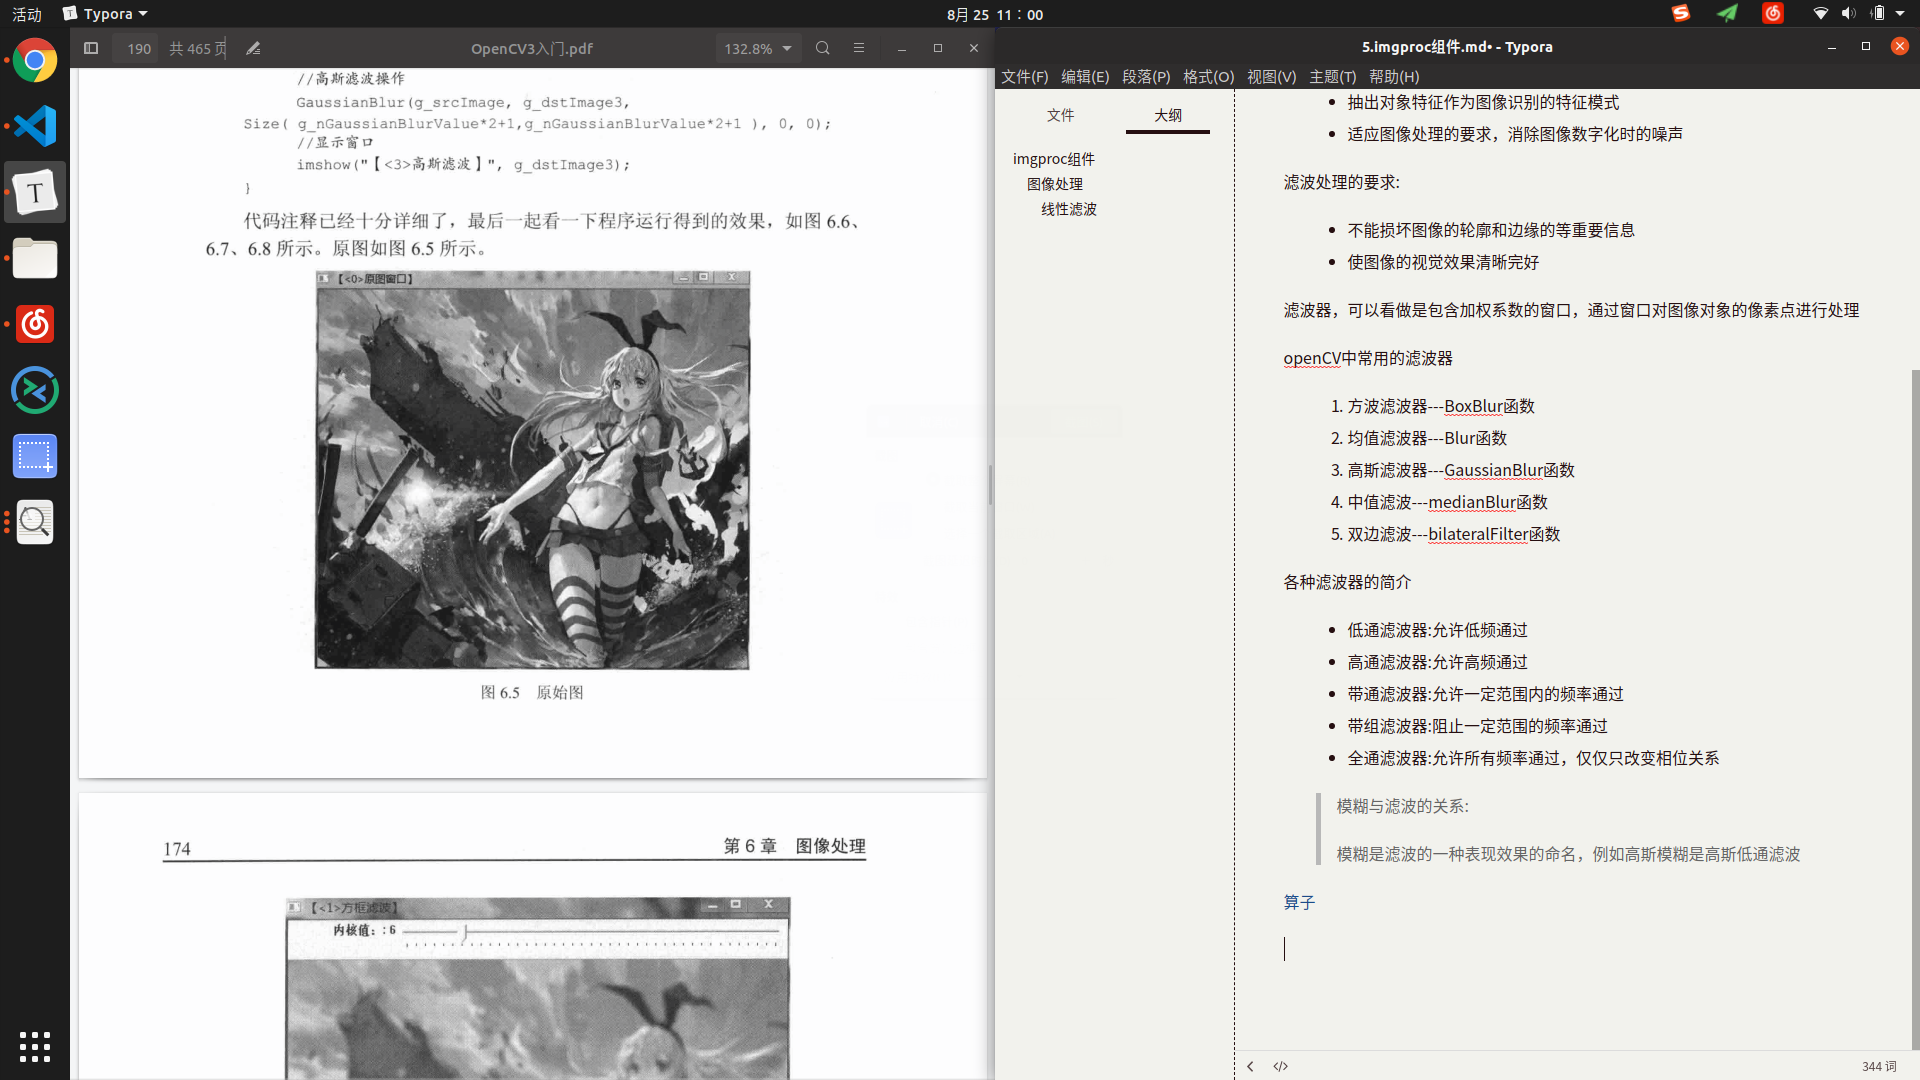 活动
Typora
8月 25 11：00
190
共 465 页
OpenCV3入门.pdf
132.8%
//高斯滤波操作
GaussianBlur(g_srcImage, g_dstImage3,
Size( g_nGaussianBlurValue*2+1,g_nGaussianBlurValue*2+1 ), 0, 0);
//显示窗口
imshow("【<3>高斯滤波】", g_dstImage3);
}
代码注释已经十分详细了，最后一起看一下程序运行得到的效果，如图 6.6、
6.7、6.8 所示。原图如图 6.5 所示。
【<0>原图窗口】
图 6.5 原始图
174
第 6 章 图像处理
【<1>方框滤波】
内核值：: 6
5.imgproc组件.md• - Typora
文件(F) 编辑(E) 段落(P) 格式(O) 视图(V) 主题(T) 帮助(H)
文件
大纲
imgproc组件
图像处理
线性滤波
抽出对象特征作为图像识别的特征模式
适应图像处理的要求，消除图像数字化时的噪声
滤波处理的要求:
不能损坏图像的轮廓和边缘的等重要信息
使图像的视觉效果清晰完好
滤波器，可以看做是包含加权系数的窗口，通过窗口对图像对象的像素点进行处理
openCV中常用的滤波器
1. 方波滤波器---BoxBlur函数
2. 均值滤波器---Blur函数
3. 高斯滤波器---GaussianBlur函数
4. 中值滤波---medianBlur函数
5. 双边滤波---bilateralFilter函数
各种滤波器的简介
低通滤波器:允许低频通过
高通滤波器:允许高频通过
带通滤波器:允许一定范围内的频率通过
带组滤波器:阻止一定范围的频率通过
全通滤波器:允许所有频率通过，仅仅只改变相位关系
模糊与滤波的关系:
模糊是滤波的一种表现效果的命名，例如高斯模糊是高斯低通滤波
算子
344 词